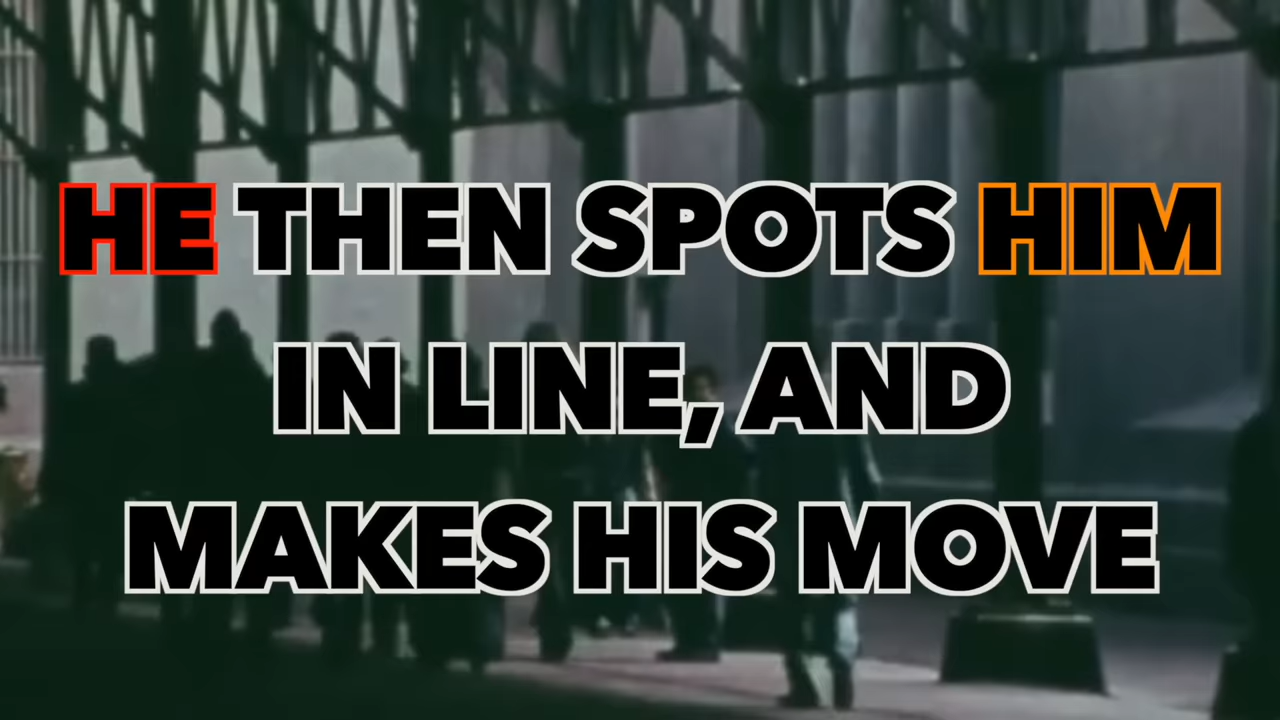 HE THEN SPOTS HIM
IN LINE, AND
MAKES HIS MOVE